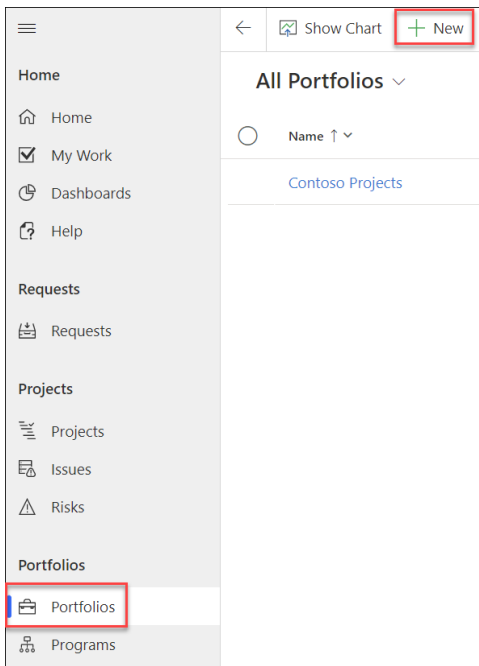 Show Chart
New
Home
All Portfolios
Home
Name
My Work
Dashboards
Contoso Projects
Help
Requests
Requests
Projects
Projects
Issues
Risks
Portfolios
Portfolios
Programs